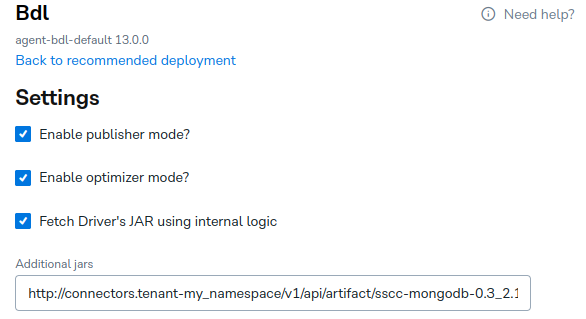 Bdl
Need help?
agent-bdl-default 13.0.0
Back to recommended deployment
Settings
Enable publisher mode?
Enable optimizer mode?
Fetch Driver's JAR using internal logic
Additional jars
http://connectors.tenant-my_namespace/v1/api/artifact/sscc-mongodb-0.3_2.1